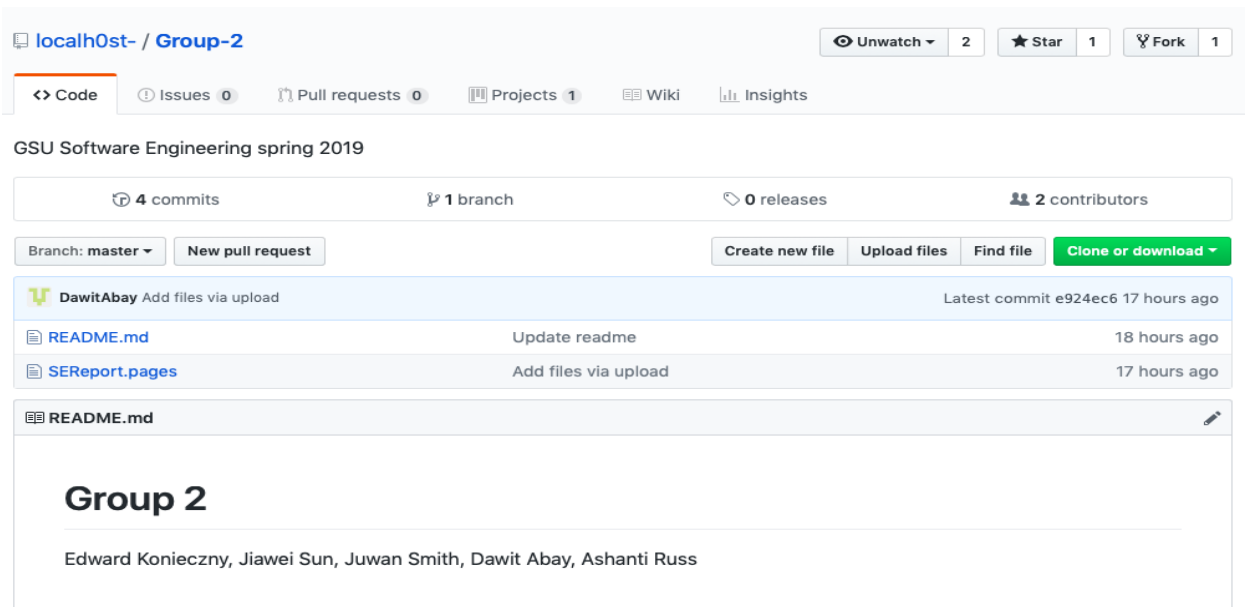 localh0st- / Group-2 Unwatch 2 Star 1 Fork 1
Code Issues 0 Pull requests 0 Projects 1 Wiki Insights
GSU Software Engineering spring 2019
4 commits 1 branch 0 releases 2 contributors
Branch: master New pull request Create new file Upload files Find file Clone or download
DawitAbay Add files via upload Latest commit e924ec6 17 hours ago
README.md Update readme 18 hours ago
SEReport.pages Add files via upload 17 hours ago
README.md
Group 2
Edward Konieczny, Jiawei Sun, Juwan Smith, Dawit Abay, Ashanti Russ